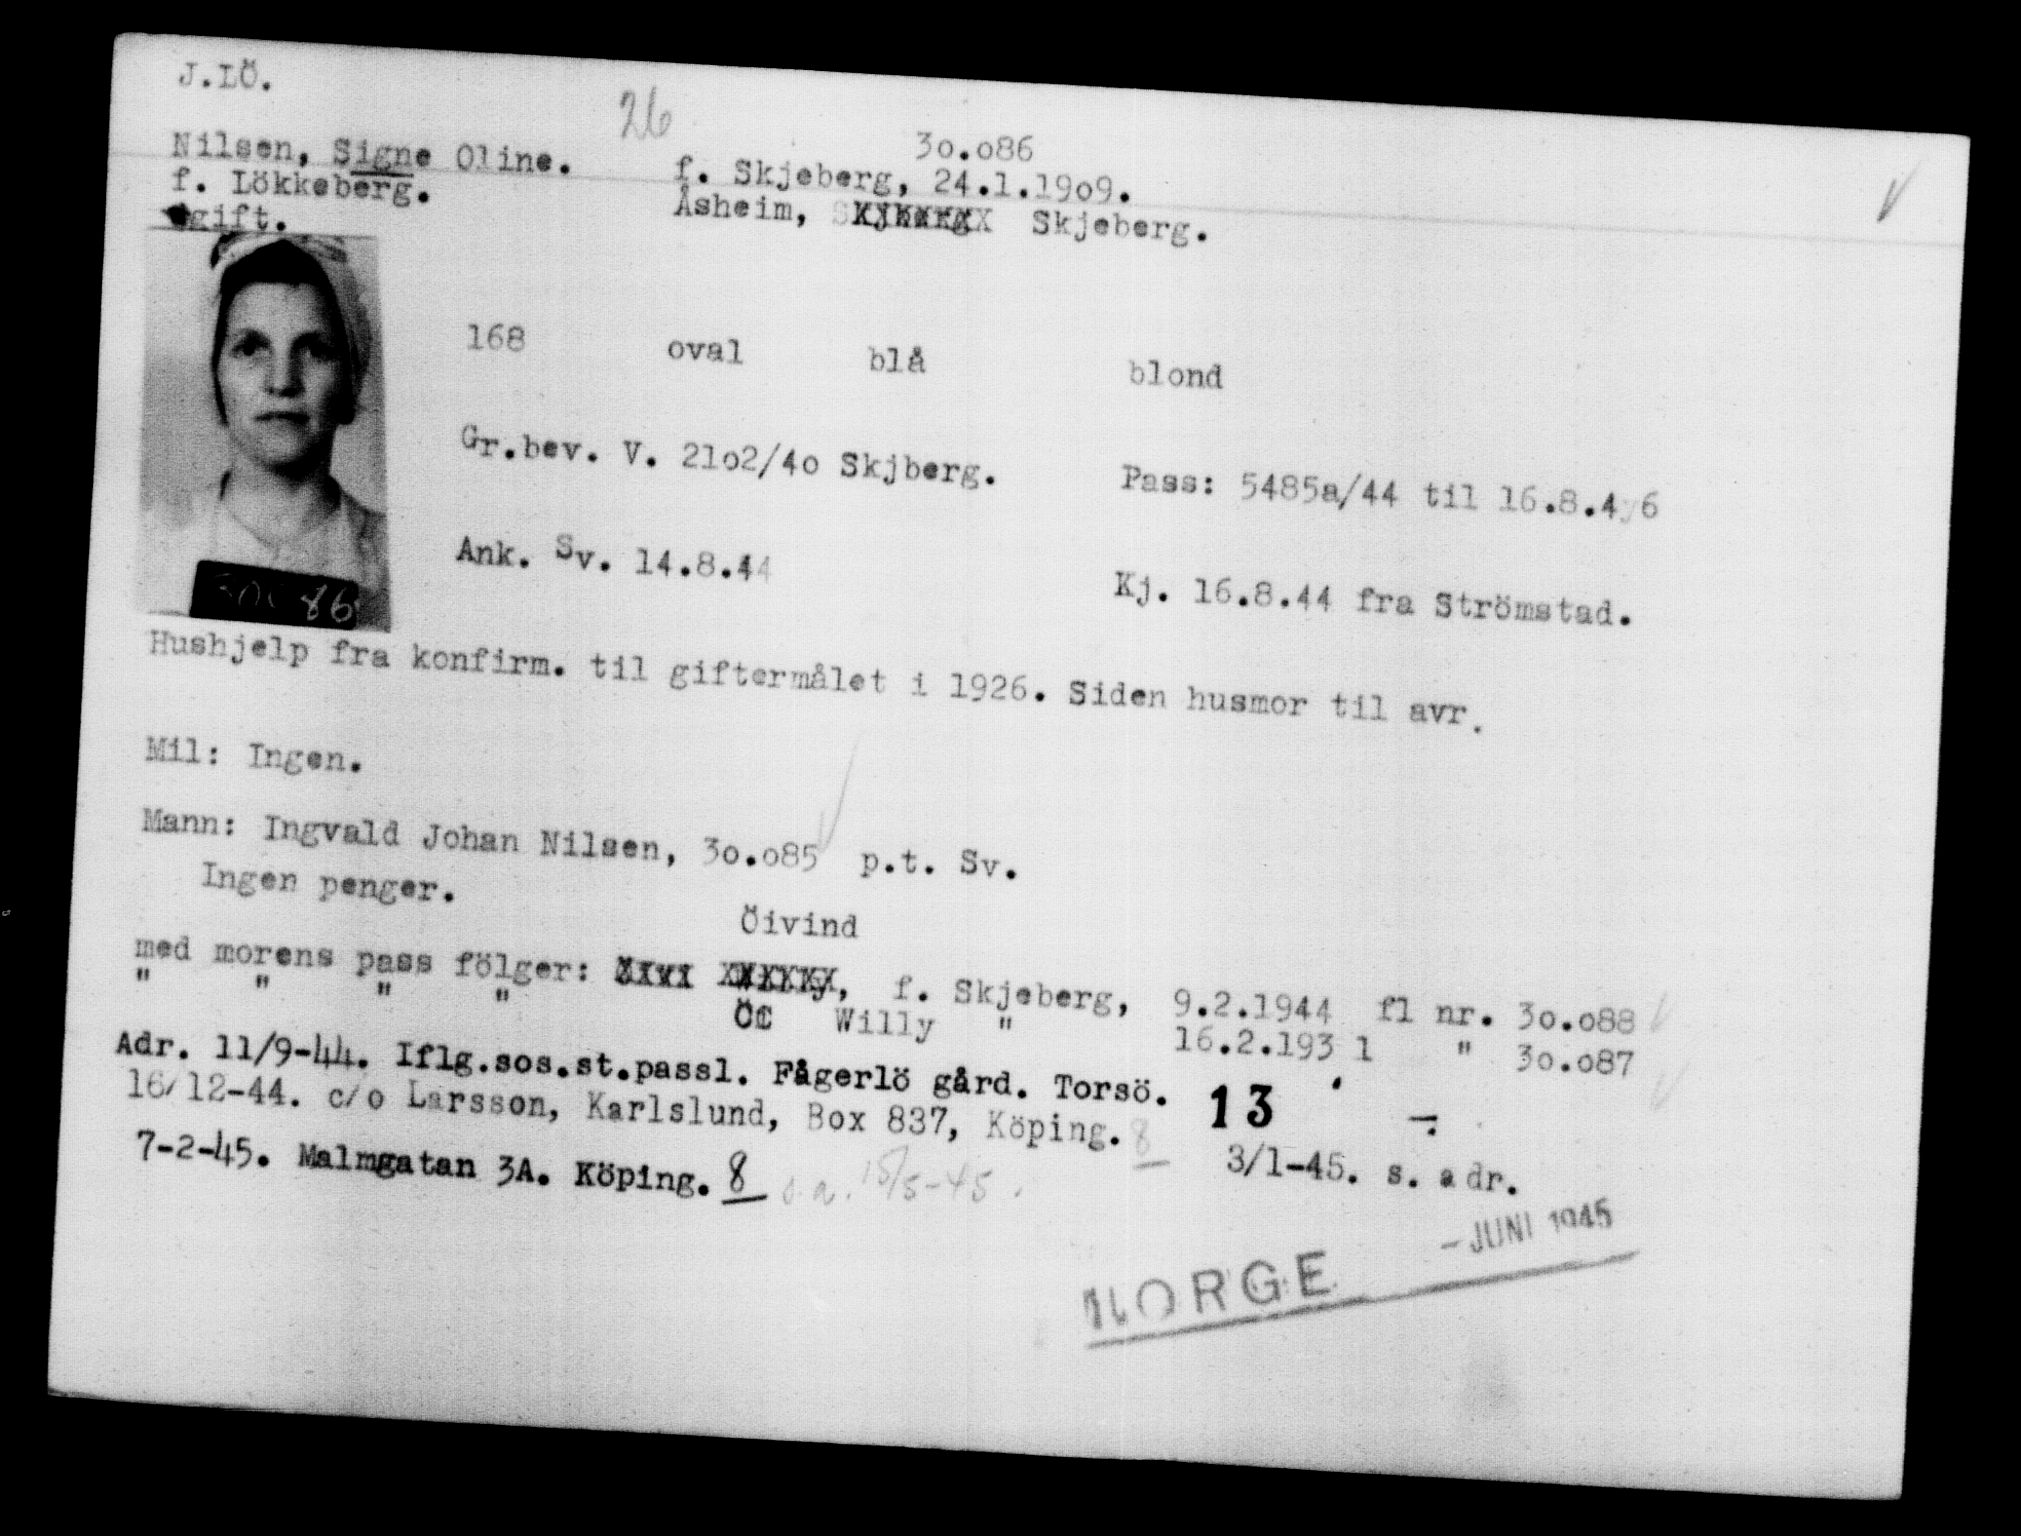 J.LÖ.
26
30.086
Nilsen, Signe Oline.    f. Skjeberg, 24.1.1909.
f. Lökkeberg.    Åsheim, Skjeberg.
gift.
168    oval    blå    blond
Gr.bev. V. 2102/40 Skjberg.    Pass: 5485a/44 til 16.8.46
Ank. Sv. 14.8.44    Kj. 16.8.44 fra Strömstad.
86
Hushjelp fra konfirm. til giftermålet i 1926. Siden husmor til avr.
Mil: Ingen.
Mann: Ingvald Johan Nilsen, 30.085 p.t. Sv.
Ingen penger.
Öivind
med morens pass fölger: , f. Skjeberg, 9.2.1944 fl nr. 30.088
" " " " Willy " 16.2.1931 " 30.087
Adr. 11/9-44. Iflg.sos.st.passl. Fågerlö gård. Torsö. 13 -.
16/12-44. c/o Larsson, Karlslund, Box 837, Köping. 8    3/1-45. s. adr.
7-2-45. Malmgatan 3A. Köping. 8 s.a. 15/5-45.
NORGE - JUNI 1945